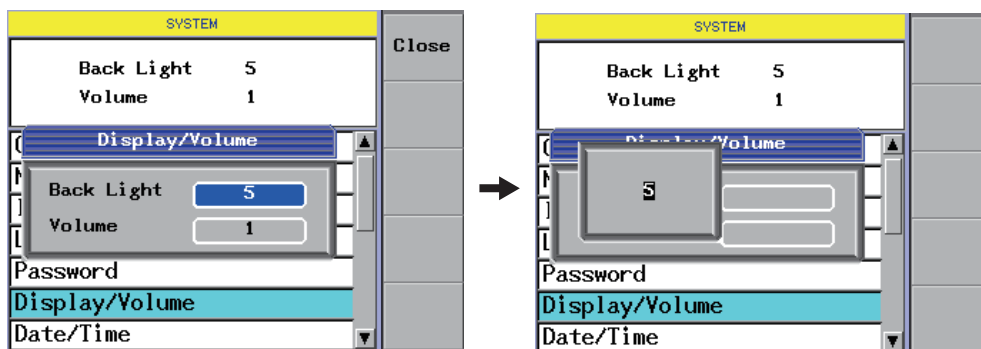 SYSTEM
Close
Back Light 5
Volume 1
Display/Volume
Back Light 5
Volume 1
Password
Display/Volume
Date/Time
SYSTEM
Back Light 5
Volume 1
5
Password
Display/Volume
Date/Time